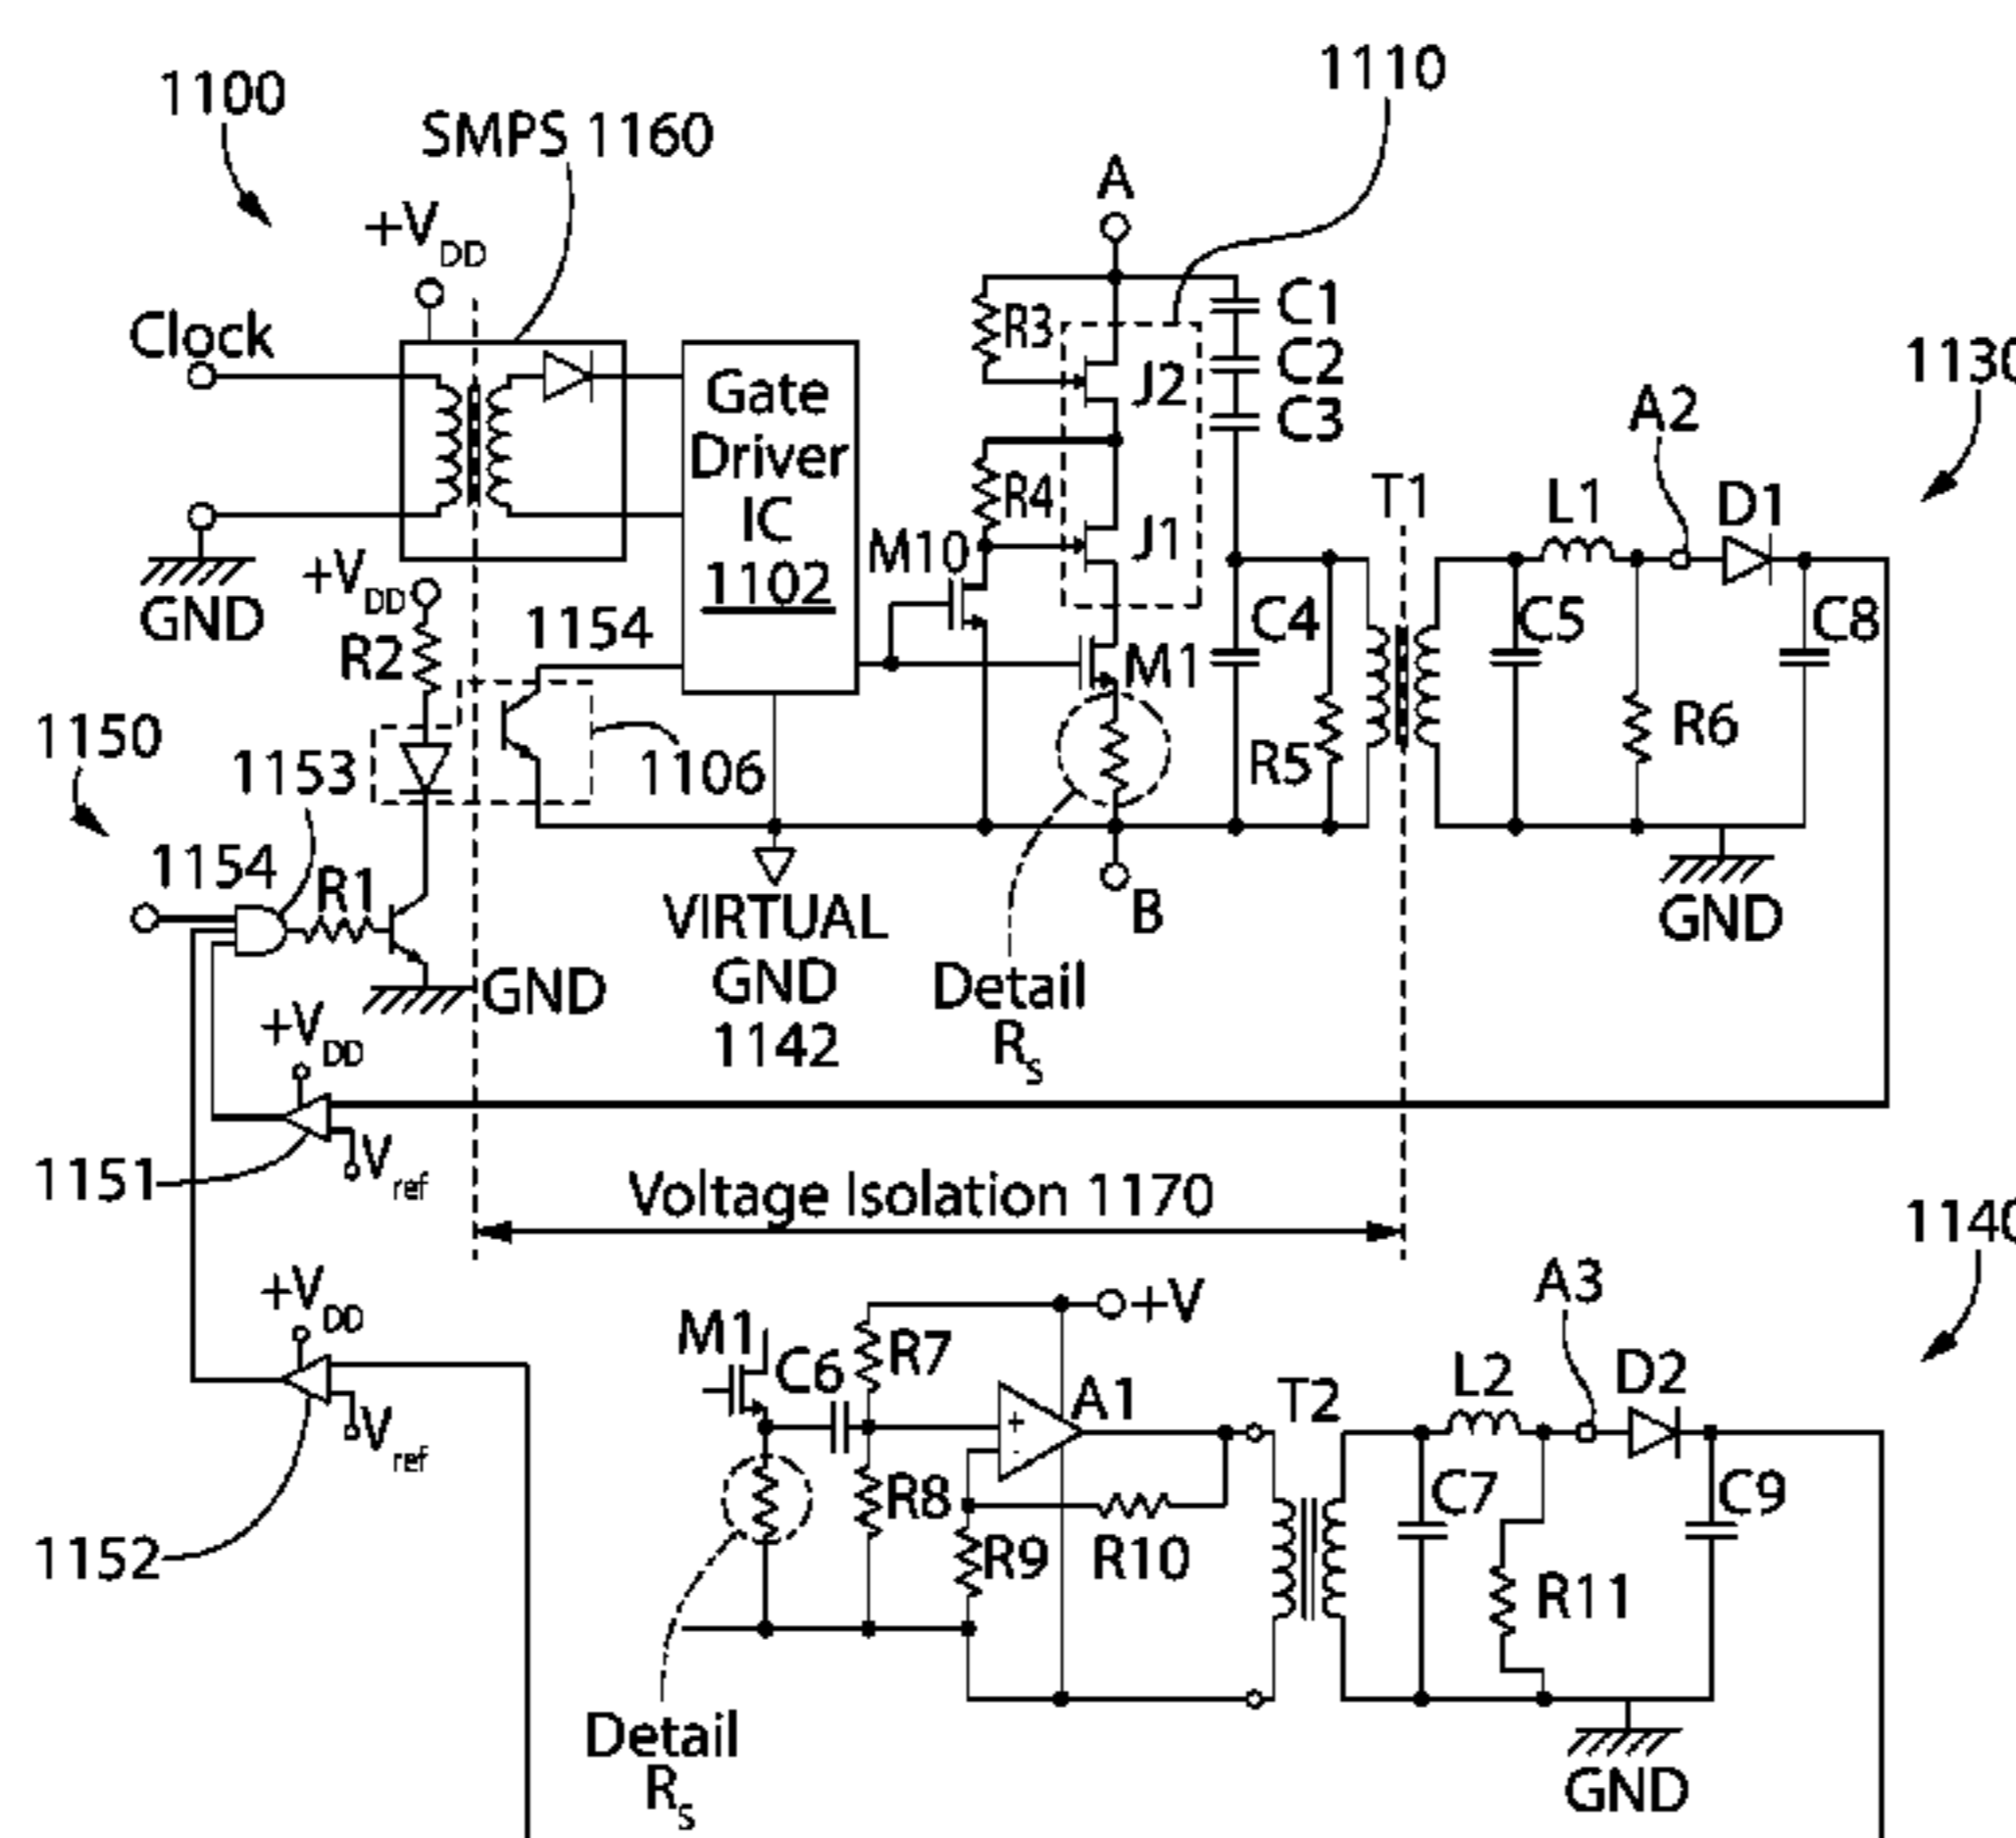 1100
SMPS 1160
1110
+VDD
A
Clock
R3
C1
J2
C2
C3
Gate
Driver
IC
1102
A2
1130
R4
T1
L1
D1
M10
J1
+VDD
GND
R2
1154
C4
C5
C8
M1
1150
1153
1106
R5
R6
1154
R1
VIRTUAL
GND
1142
B
GND
GND
Detail
RS
+VDD
1151
Vref
Voltage Isolation 1170
1140
+VDD
M1
C6
R7
+V
A3
A1
T2
L2
D2
Vref
+
-
R8
C7
C9
1152
R9
R10
R11
Detail
RS
GND